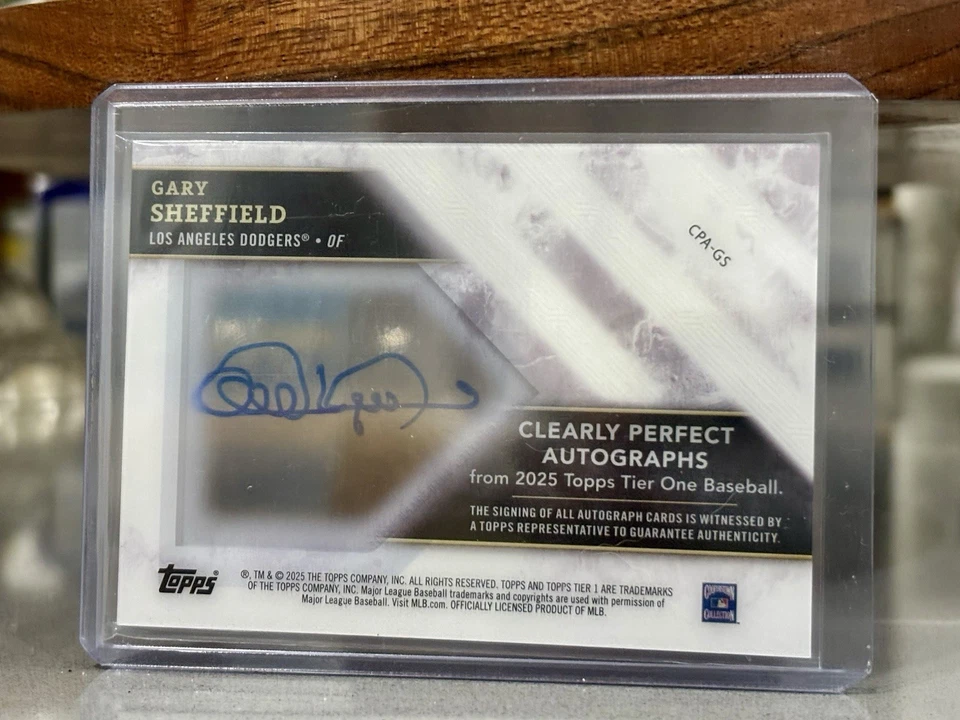 GARY
SHEFFIELD
LOS ANGELES DODGERS® • OF
CPA-GS
CLEARLY PERFECT
AUTOGRAPHS
from 2025 Topps Tier One Baseball.
THE SIGNING OF ALL AUTOGRAPH CARDS IS WITNESSED BY
A TOPPS REPRESENTATIVE TO GUARANTEE AUTHENTICITY.
topps®
®, TM & © 2025 THE TOPPS COMPANY, INC. ALL RIGHTS RESERVED. TOPPS AND TOPPS TIER 1 ARE TRADEMARKS
OF THE TOPPS COMPANY, INC. Major League Baseball trademarks and copyrights are used with permission of
Major League Baseball. Visit MLB.com. OFFICIALLY LICENSED PRODUCT OF MLB.
COOPERSTOWN
COLLECTION